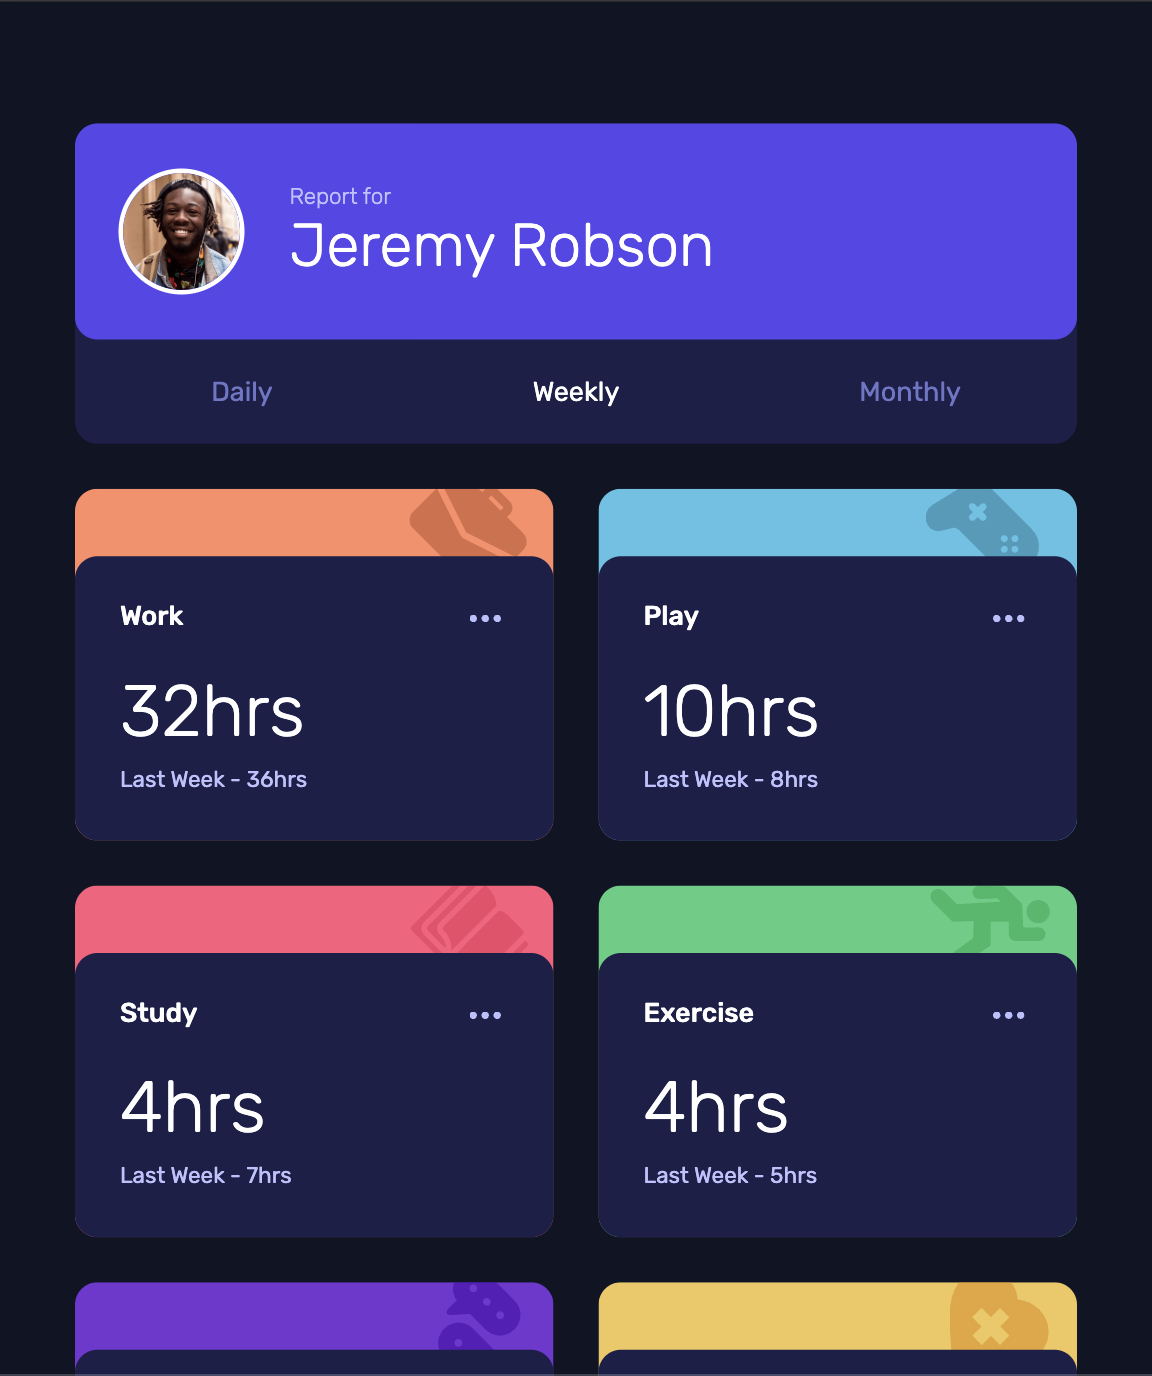 Report for
Jeremy Robson
Daily
Weekly
Monthly
Work
32hrs
Last Week - 36hrs
Play
10hrs
Last Week - 8hrs
Study
4hrs
Last Week - 7hrs
Exercise
4hrs
Last Week - 5hrs